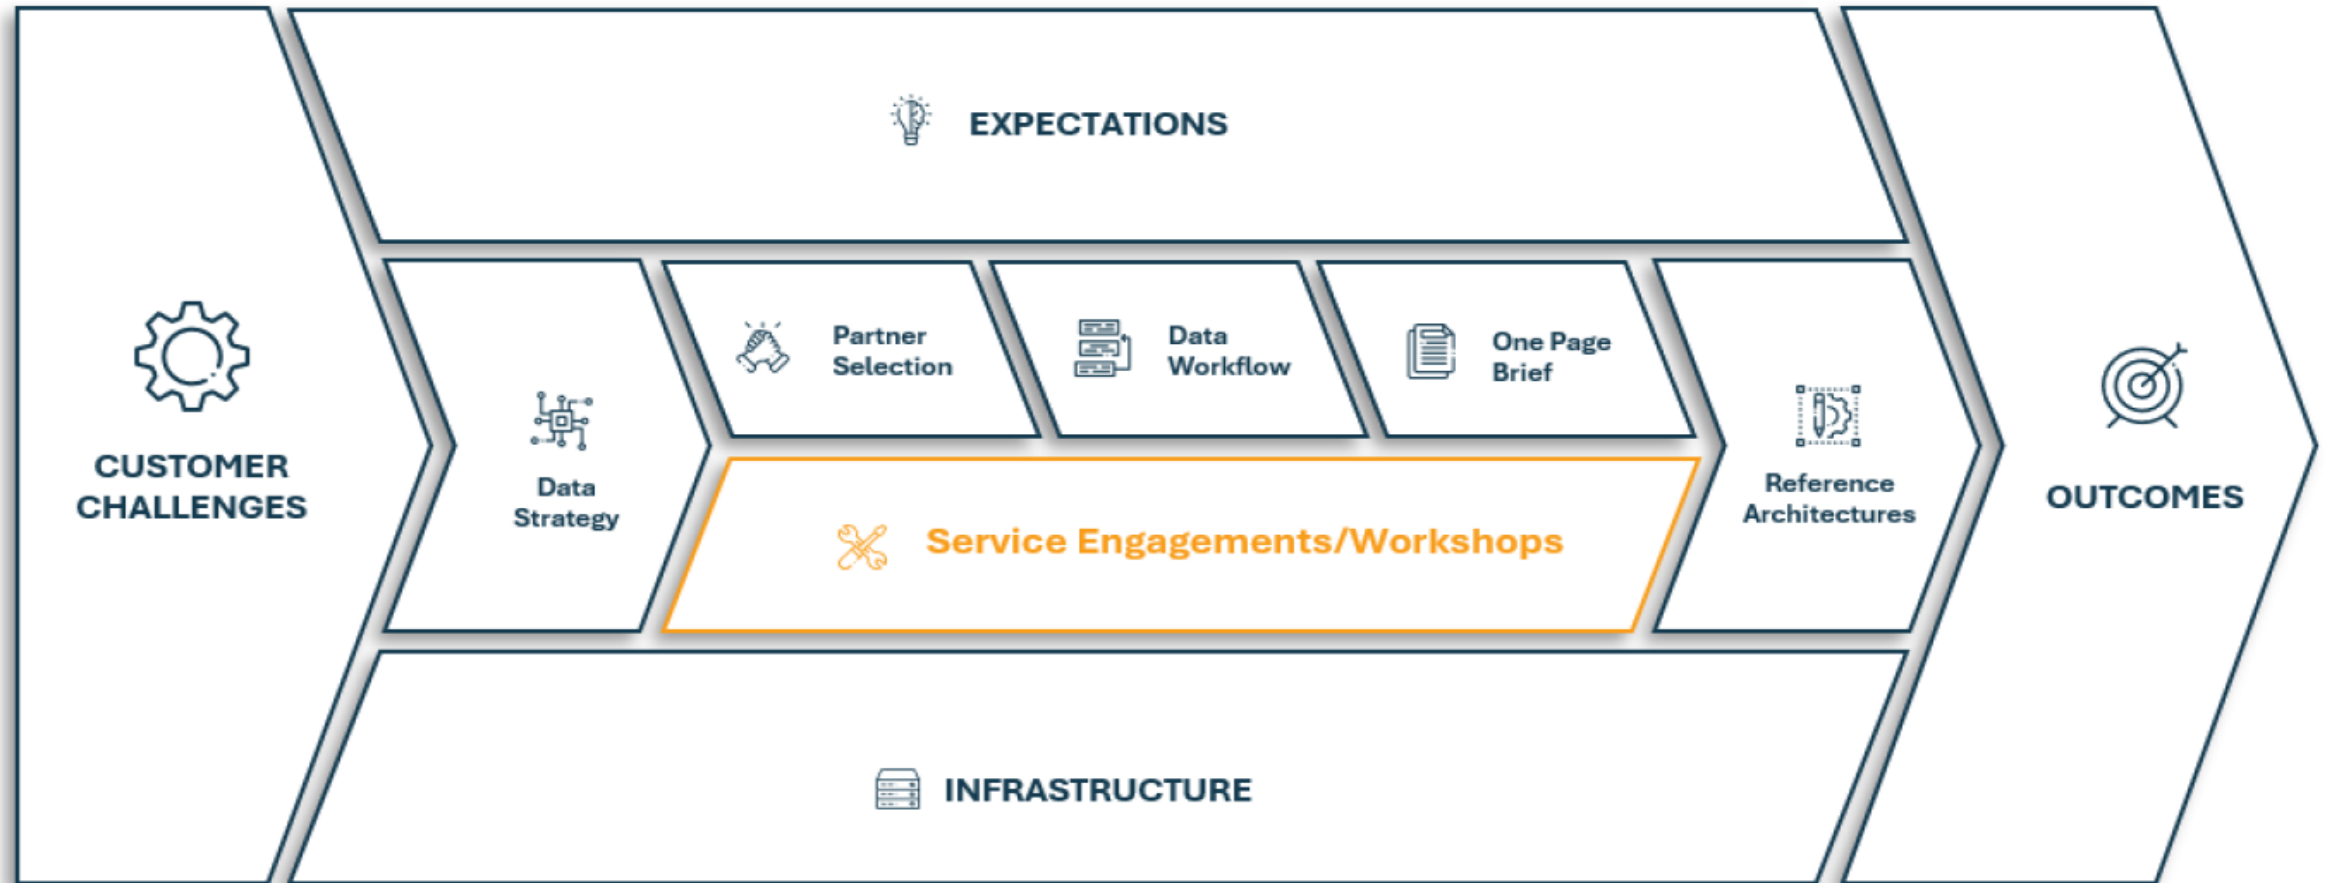 EXPECTATIONS
CUSTOMER
CHALLENGES
Data
Strategy
Partner
Selection
Data
Workflow
One Page
Brief
Service Engagements/Workshops
Reference
Architectures
OUTCOMES
INFRASTRUCTURE